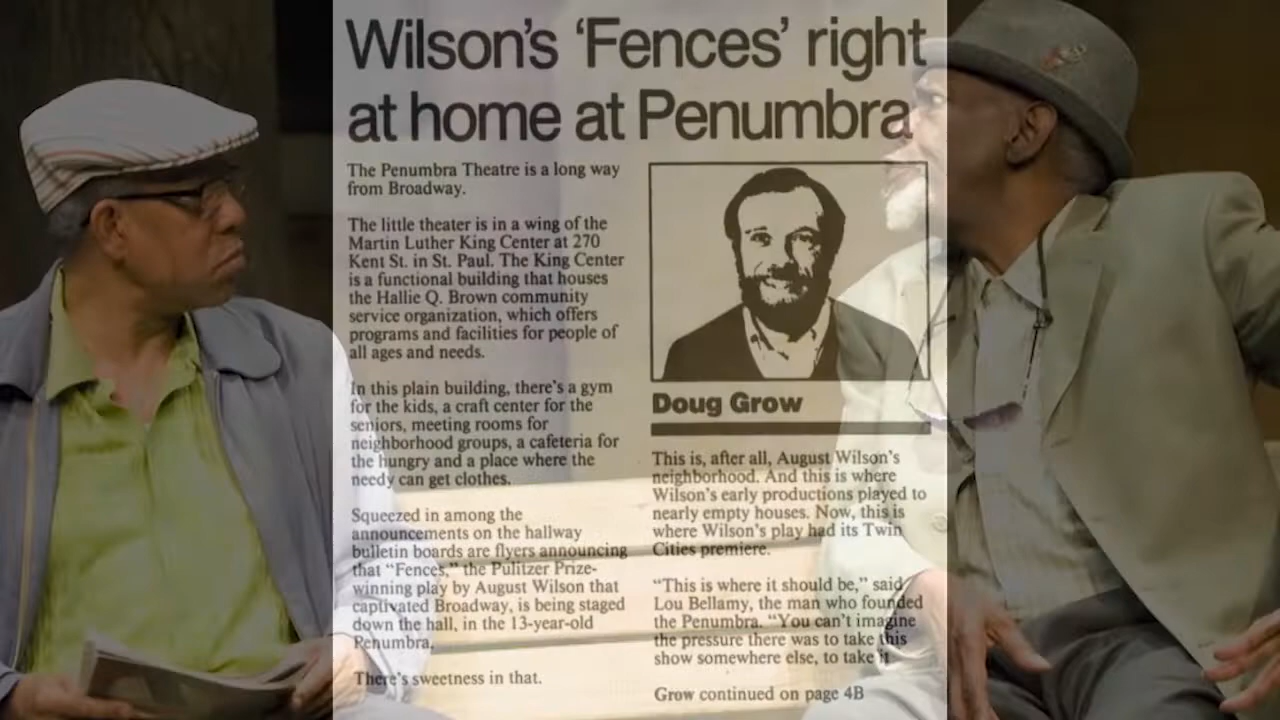 Wilson's 'Fences' right
at home at Penumbra
The Penumbra Theatre is a long way
from Broadway.
The little theater is in a wing of the
Martin Luther King Center at 270
Kent St. in St. Paul. The King Center
is a functional building that houses
the Hallie Q. Brown community
service organization, which offers
programs and facilities for people of
all ages and needs.
In this plain building, there's a gym
for the kids, a craft center for the
seniors, meeting rooms for
neighborhood groups, a cafeteria for
the hungry and a place where the
needy can get clothes.
Squeezed in among the
announcements on the hallway
bulletin boards are flyers announcing
that "Fences," the Pulitzer Prize-
winning play by August Wilson that
captivated Broadway, is being staged
down the hall, in the 13-year-old
Penumbra.
There's sweetness in that.
Doug Grow
This is, after all, August Wilson's
neighborhood. And this is where
Wilson's early productions played to
nearly empty houses. Now, this is
where Wilson's play had its Twin
Cities premiere.
"This is where it should be," said
Lou Bellamy, the man who founded
the Penumbra. "You can't imagine
the pressure there was to take this
show somewhere else, to take it
Grow continued on page 4B